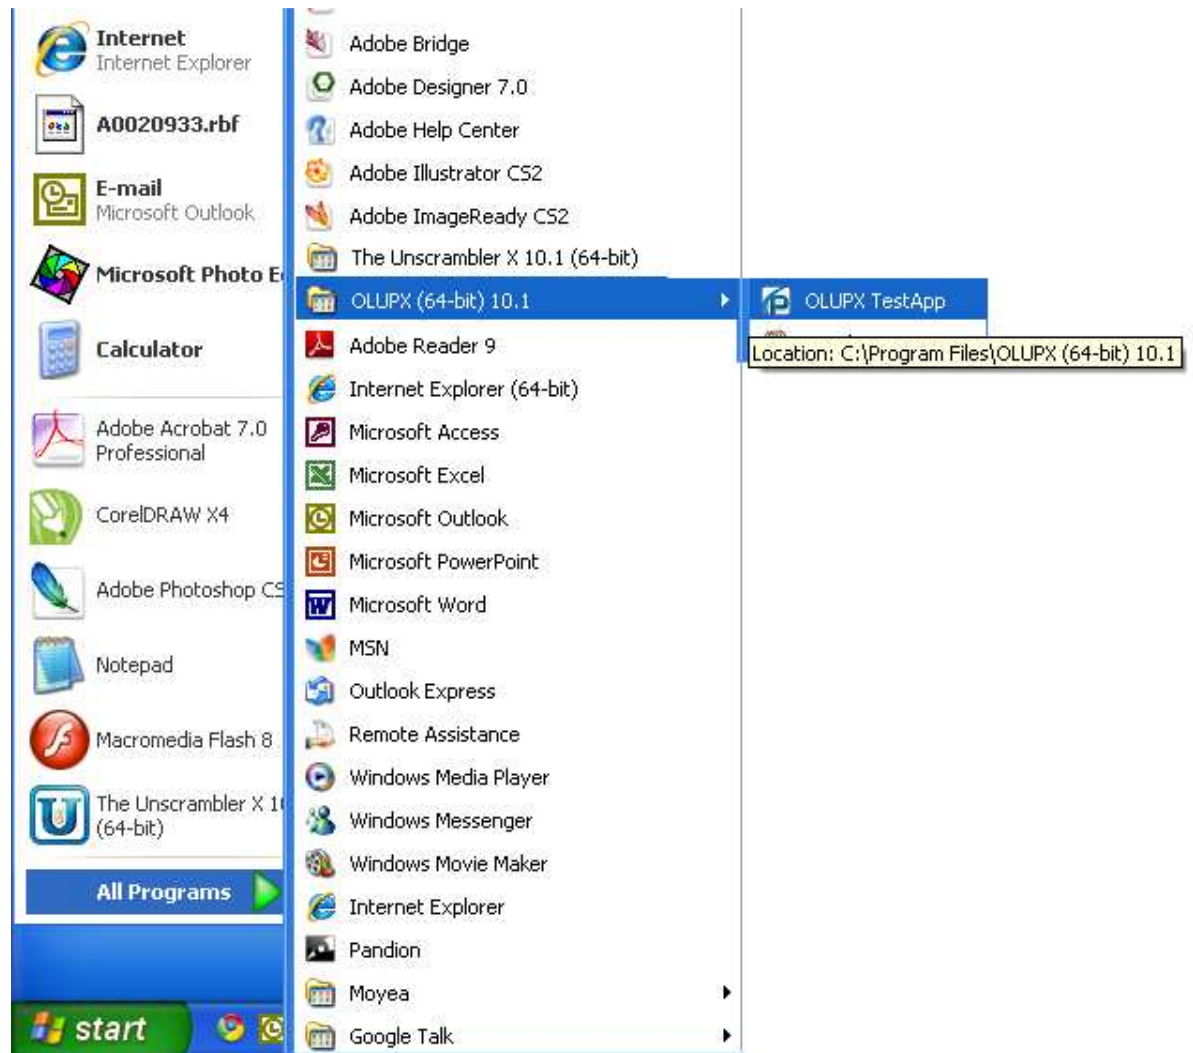 Internet
Internet Explorer
A0020933.rbf
E-mail
Microsoft Outlook
Microsoft Photo E
Calculator
Adobe Acrobat 7.0
Professional
CorelDRAW X4
Adobe Photoshop CS
Notepad
Macromedia Flash 8
The Unscrambler X 10
(64-bit)
All Programs
start
Adobe Bridge
Adobe Designer 7.0
Adobe Help Center
Adobe Illustrator CS2
Adobe ImageReady CS2
The Unscrambler X 10.1 (64-bit)
OLUPX (64-bit) 10.1
Adobe Reader 9
Internet Explorer (64-bit)
Microsoft Access
Microsoft Excel
Microsoft Outlook
Microsoft PowerPoint
Microsoft Word
MSN
Outlook Express
Remote Assistance
Windows Media Player
Windows Messenger
Windows Movie Maker
Internet Explorer
Pandion
Moyea
Google Talk
OLUPX TestApp
Location: C:\Program Files\OLUPX (64-bit) 10.1